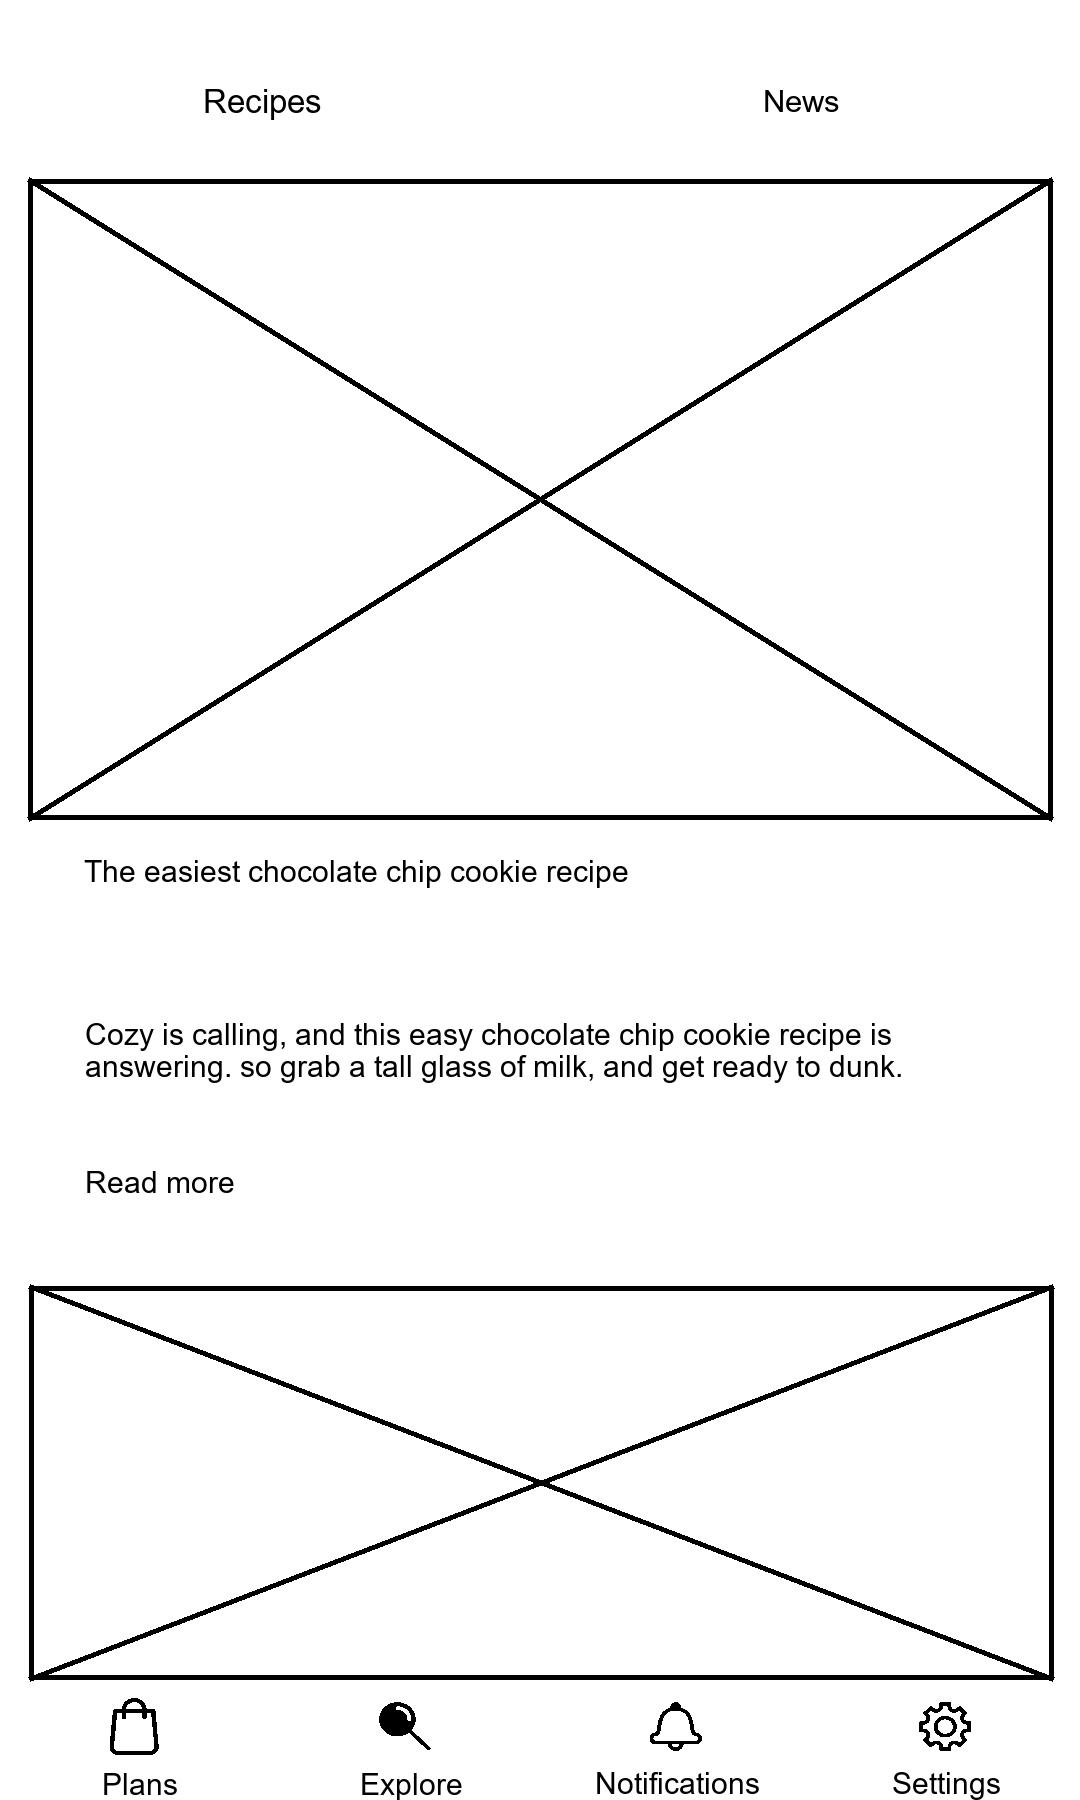 Recipes
News
The easiest chocolate chip cookie recipe
Cozy is calling, and this easy chocolate chip cookie recipe is
answering. so grab a tall glass of milk, and get ready to dunk.
Read more
Plans
Explore
Notifications
Settings